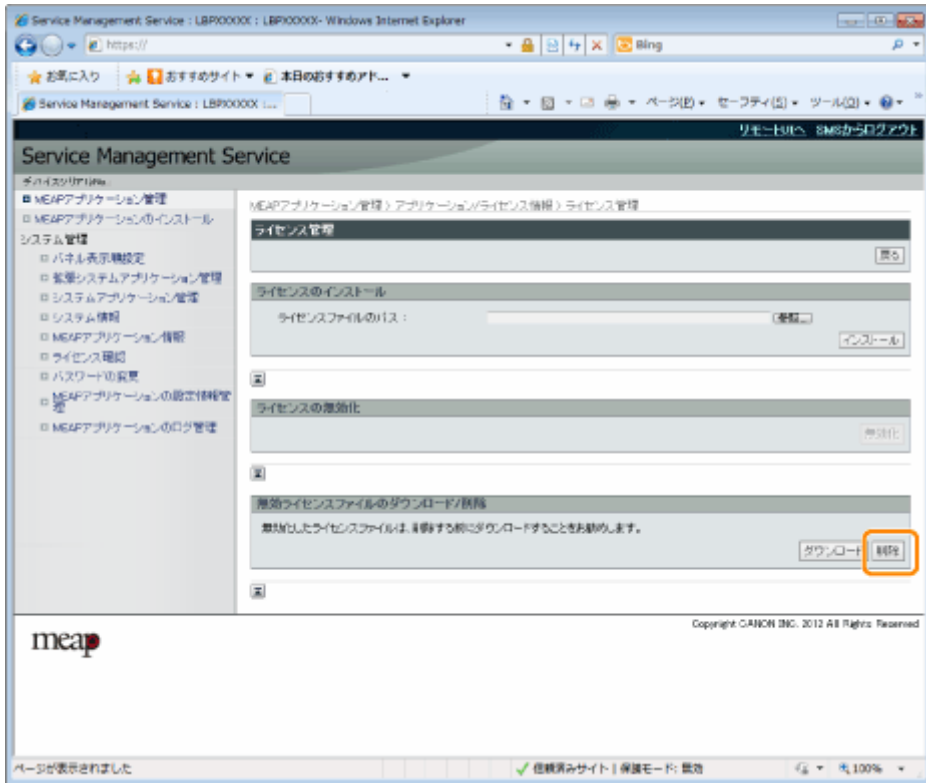 Service Management Service : LBPXXXXX : LBPXXXXX- Windows Internet Explorer
https://
Bing
お気に入り
おすすめサイト
本日のおすすめアド...
Service Management Service : LBPXXXXX :...
ページ(P)
セーフティ(S)
ツール(O)
リモートUIへ SMSからログアウト
Service Management Service
デバイスシリアルNo.
MEAPアプリケーション管理
MEAPアプリケーション管理 > アプリケーション/ライセンス情報 > ライセンス管理
MEAPアプリケーションのインストール
システム管理
パネル表示順設定
拡張システムアプリケーション管理
システムアプリケーション管理
システム情報
MEAPアプリケーション情報
ライセンス確認
パスワードの変更
MEAPアプリケーションの設定情報管理
MEAPアプリケーションのログ管理
ライセンス管理
戻る
ライセンスのインストール
ライセンスファイルのパス :
参照...
インストール
ライセンスの無効化
無効化
無効ライセンスファイルのダウンロード/削除
無効化したライセンスファイルは、削除する前にダウンロードすることをお勧めします。
ダウンロード
削除
Copyright CANON INC. 2012 All Rights Reserved
meap
ページが表示されました
信頼済みサイト | 保護モード: 無効
100%